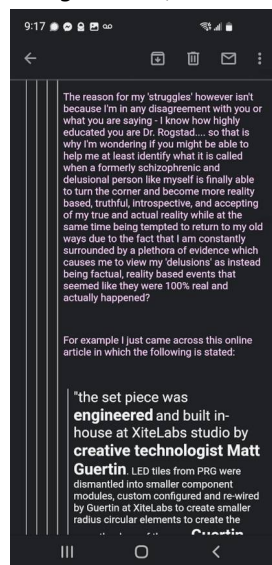 9:17
The reason for my 'struggles' however isn't
because I'm in any disagreement with you or
what you are saying - I know how highly
educated you are Dr. Rogstad.... so that is
why I'm wondering if you might be able to
help me at least identify what it is called
when a formerly schizophrenic and
delusional person like myself is finally able
to turn the corner and become more reality
based, truthful, introspective, and accepting
of my true and actual reality while at the
same time being tempted to return to my old
ways due to the fact that I am constantly
surrounded by a plethora of evidence which
causes me to view my 'delusions' as instead
being factual, reality based events that
seemed like they were 100% real and
actually happened?
For example I just came across this online
article in which the following is stated:
"the set piece was
engineered and built in-
house at XiteLabs studio by
creative technologist Matt
Guertin. LED tiles from PRG were
dismantled into smaller component
modules, custom configured and re-wired
by Guertin at XiteLabs to create smaller
radius circular elements to create the
Guertin